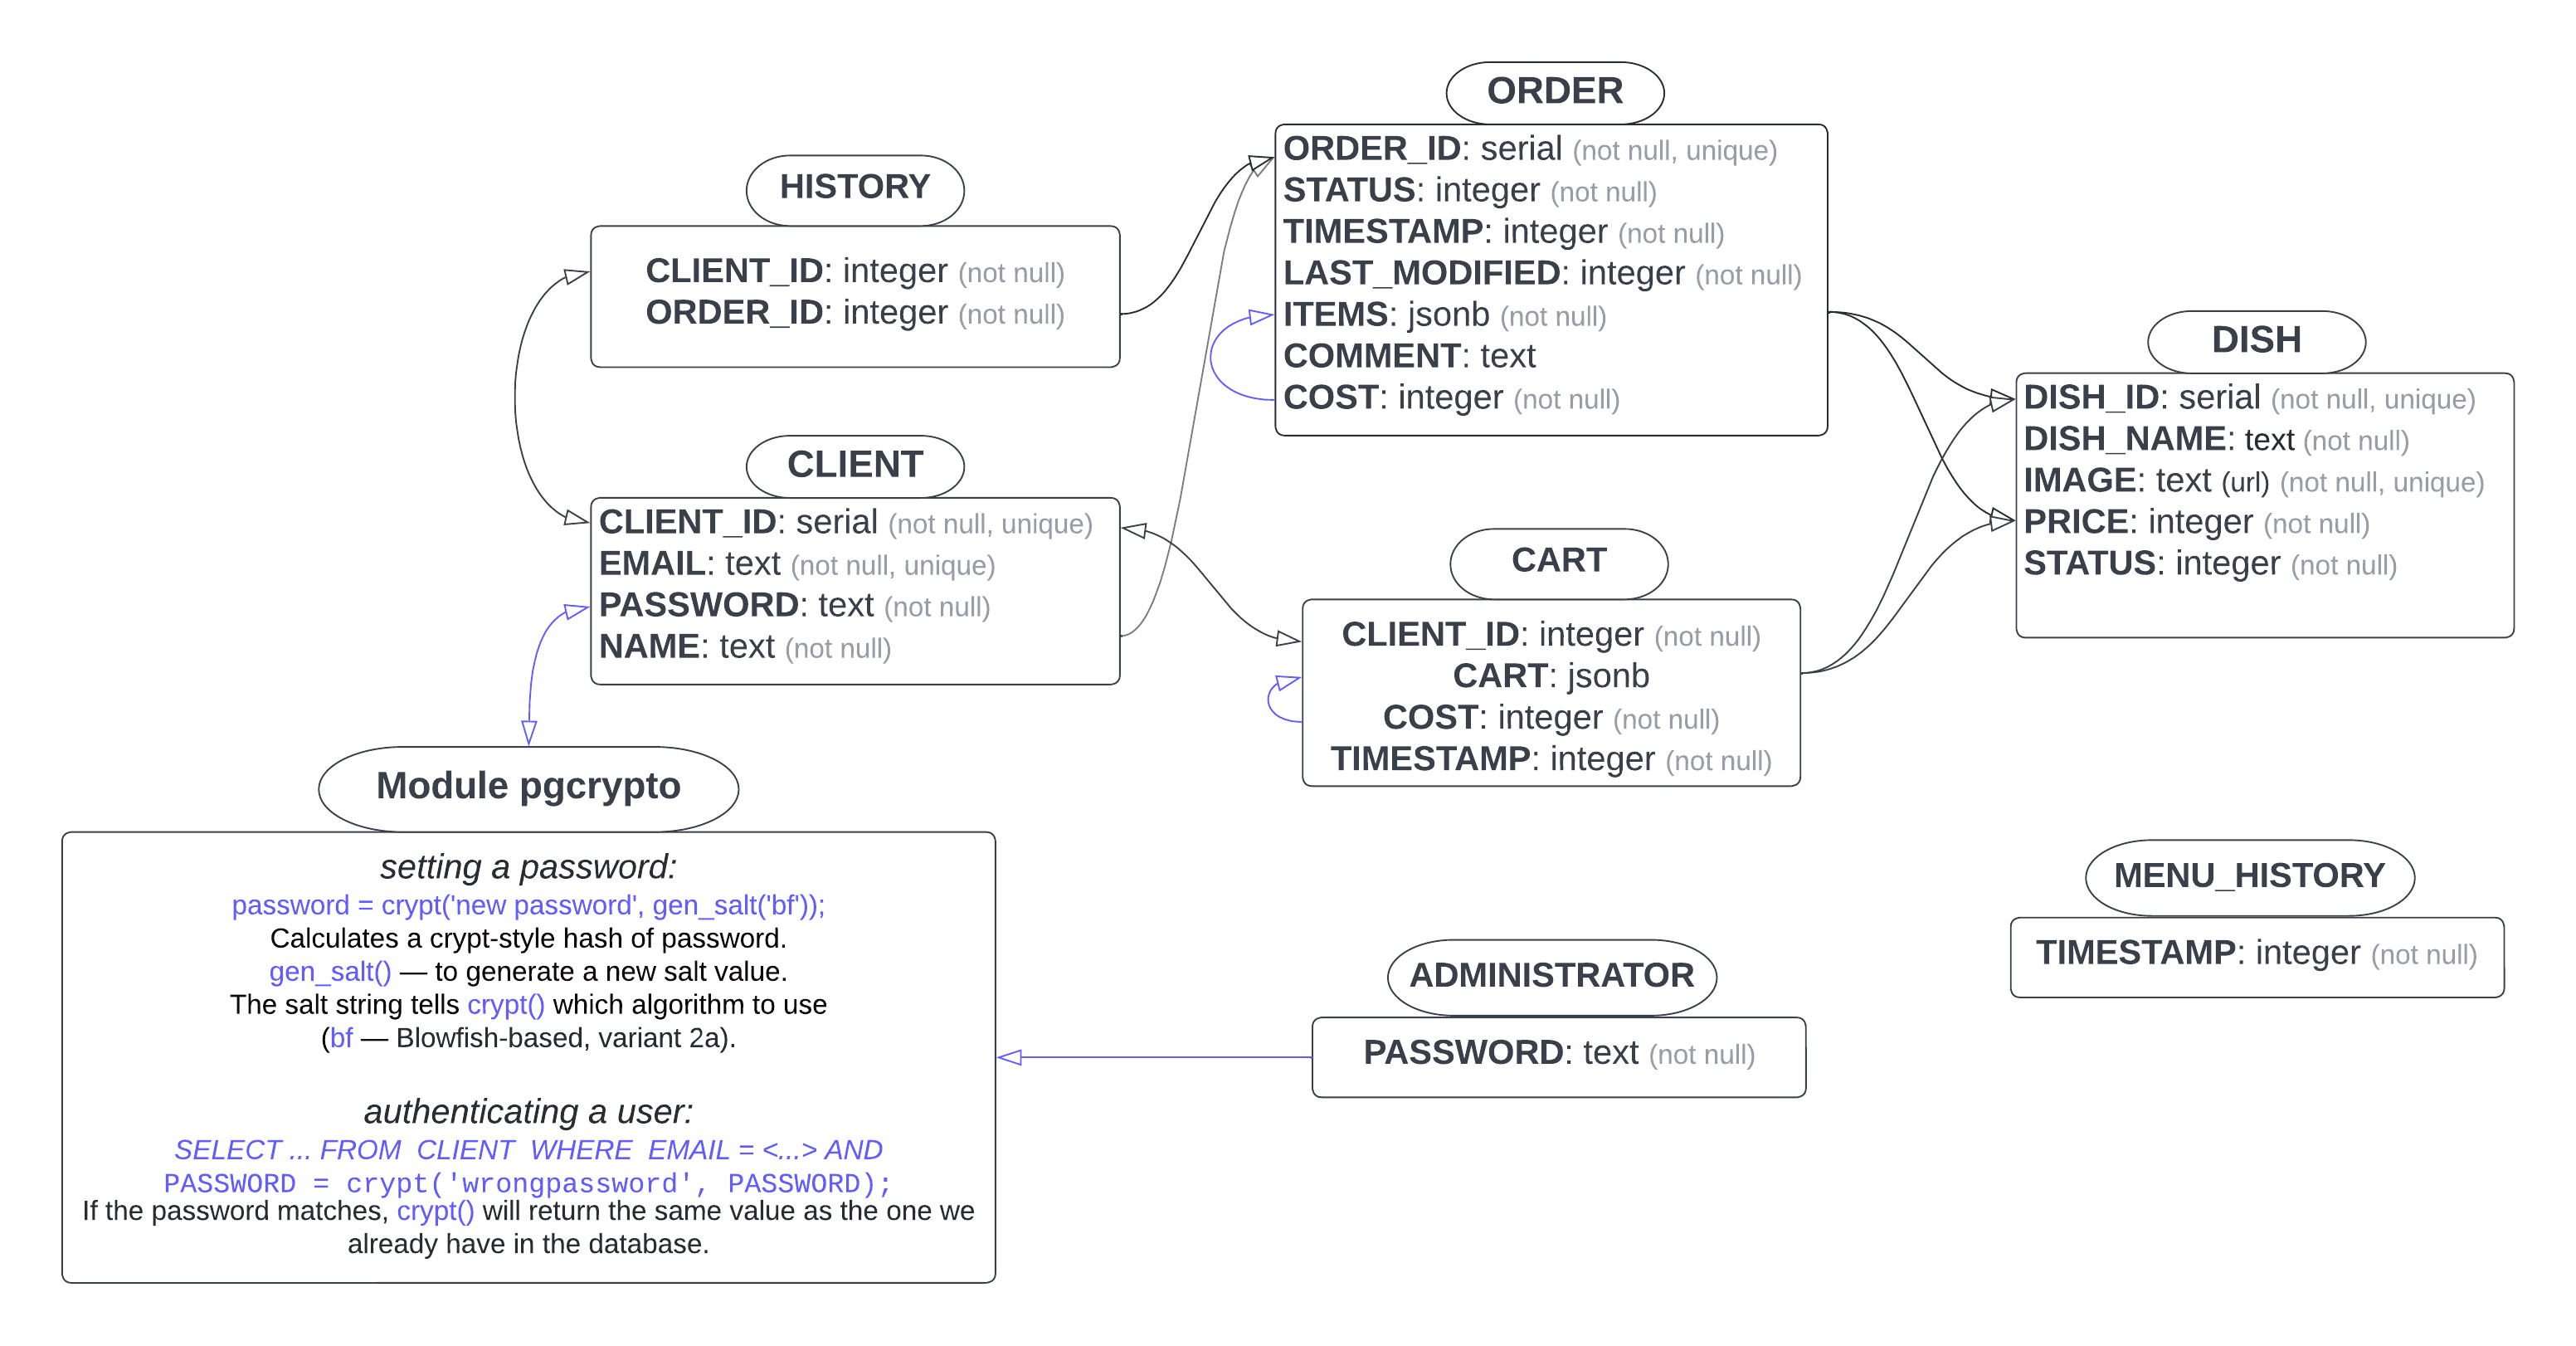 ORDER
ORDER_ID: serial (not null, unique)
STATUS: integer (not null)
TIMESTAMP: integer (not null)
LAST_MODIFIED: integer (not null)
ITEMS: jsonb (not null)
COMMENT: text
COST: integer (not null)
HISTORY
CLIENT_ID: integer (not null)
ORDER_ID: integer (not null)
DISH
DISH_ID: serial (not null, unique)
DISH_NAME: text (not null)
IMAGE: text (url) (not null, unique)
PRICE: integer (not null)
STATUS: integer (not null)
CLIENT
CLIENT_ID: serial (not null, unique)
EMAIL: text (not null, unique)
PASSWORD: text (not null)
NAME: text (not null)
CART
CLIENT_ID: integer (not null)
CART: jsonb
COST: integer (not null)
TIMESTAMP: integer (not null)
Module pgcrypto
setting a password:
password = crypt('new password', gen_salt('bf'));
Calculates a crypt-style hash of password.
gen_salt() — to generate a new salt value.
The salt string tells crypt() which algorithm to use
(bf — Blowfish-based, variant 2a).
authenticating a user:
SELECT ... FROM CLIENT WHERE EMAIL = <...> AND
PASSWORD = crypt('wrongpassword', PASSWORD);
If the password matches, crypt() will return the same value as the one we
already have in the database.
MENU_HISTORY
TIMESTAMP: integer (not null)
ADMINISTRATOR
PASSWORD: text (not null)